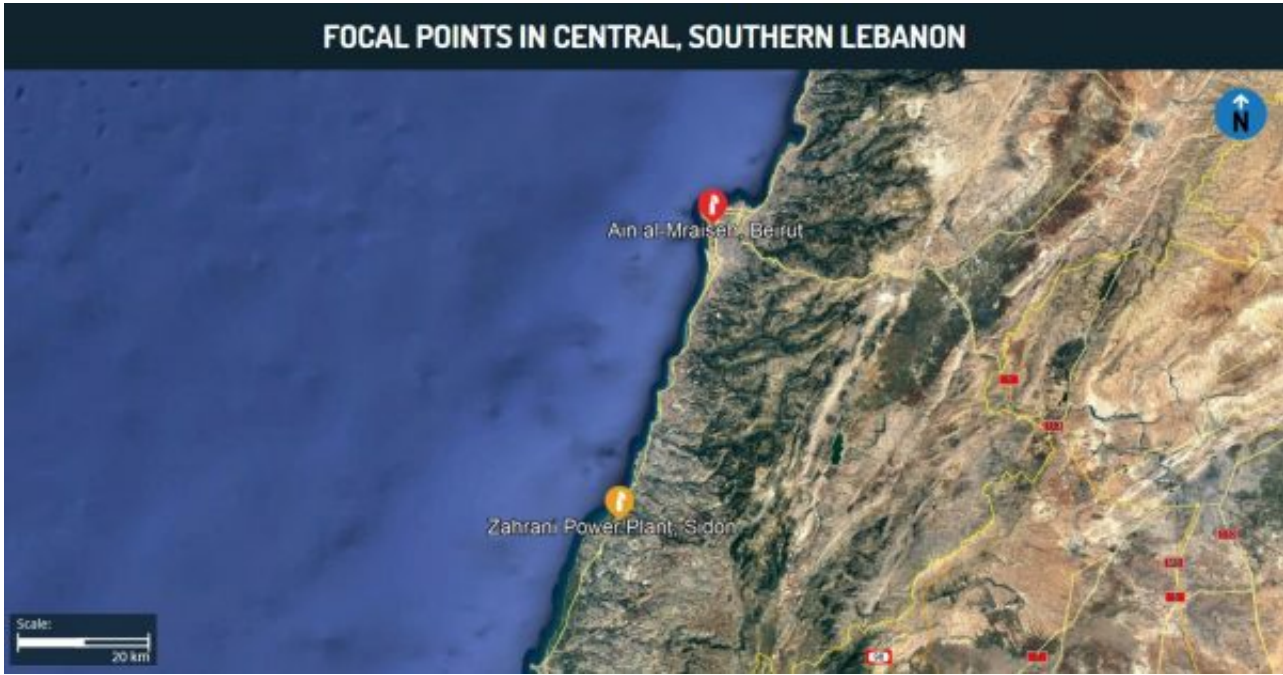 FOCAL POINTS IN CENTRAL, SOUTHERN LEBANON
N
Ain al-Mraiseh, Beirut
Zahrani Power Plant, Sidon
Scale:
20 km